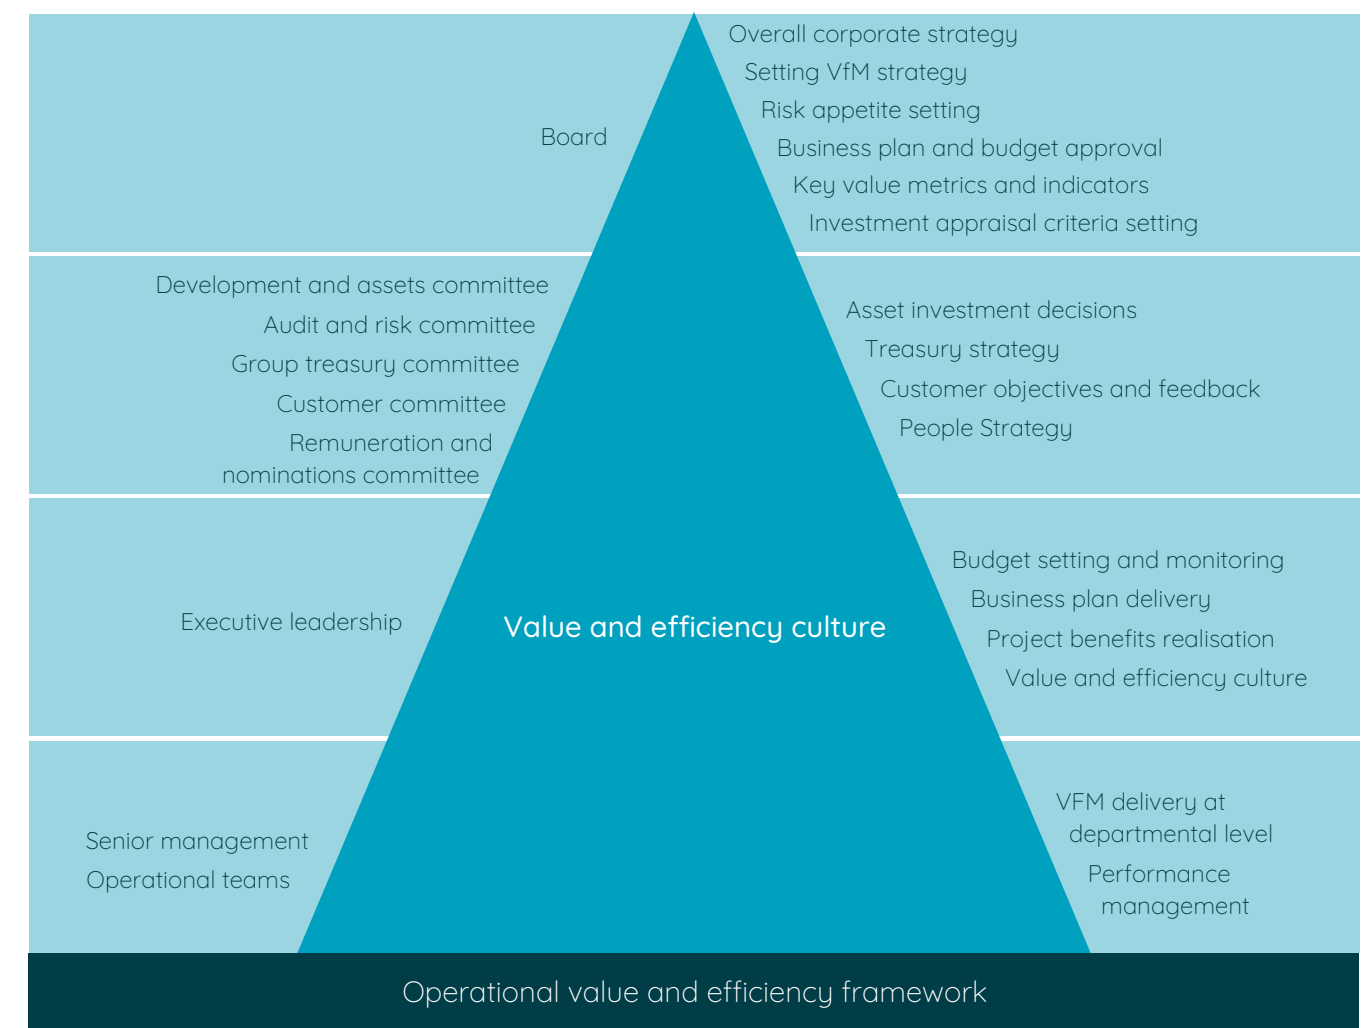 Board
Overall corporate strategy
Setting VfM strategy
Risk appetite setting
Business plan and budget approval
Key value metrics and indicators
Investment appraisal criteria setting
Development and assets committee
Audit and risk committee
Group treasury committee
Customer committee
Remuneration and
nominations committee
Asset investment decisions
Treasury strategy
Customer objectives and feedback
People Strategy
Executive leadership
Value and efficiency culture
Budget setting and monitoring
Business plan delivery
Project benefits realisation
Value and efficiency culture
Senior management
Operational teams
VFM delivery at
departmental level
Performance
management
Operational value and efficiency framework